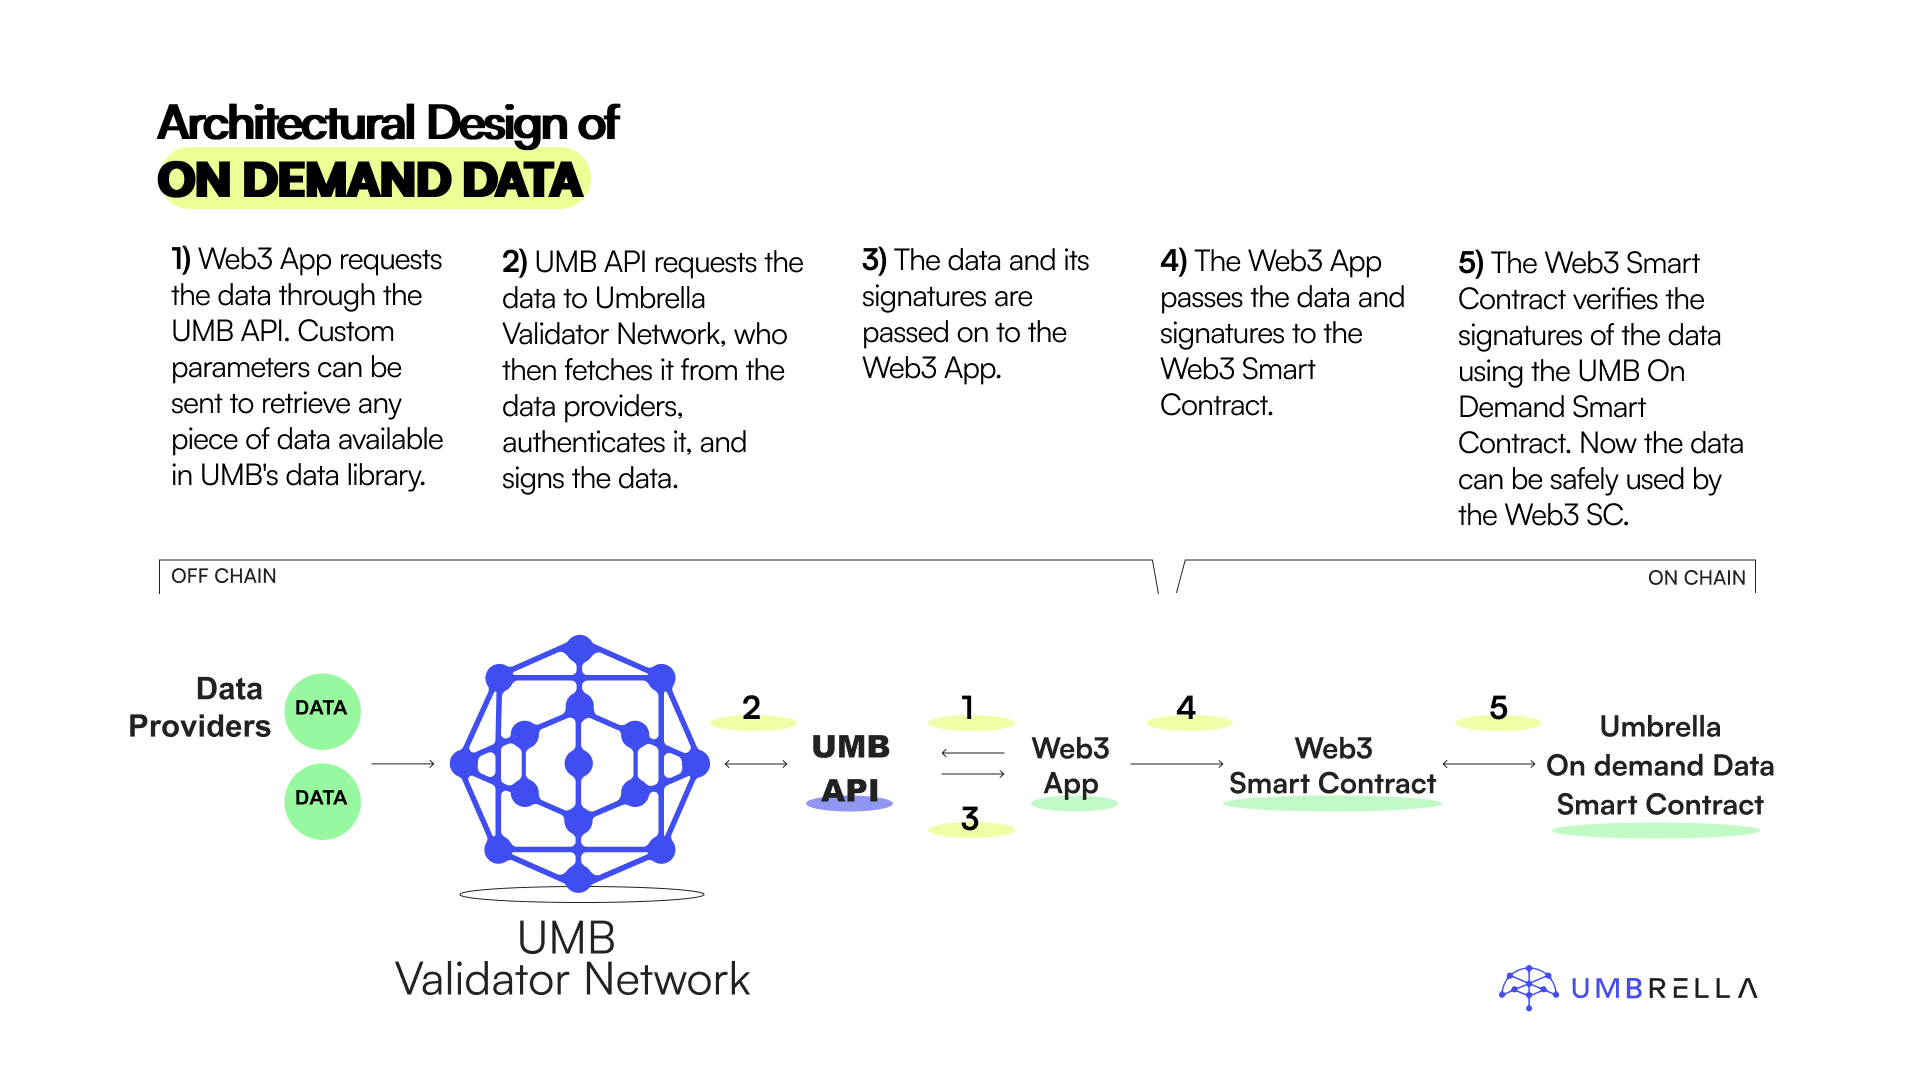 Architectural Design of
ON DEMAND DATA
1) Web3 App requests
the data through the
UMB API. Custom
parameters can be
sent to retrieve any
piece of data available
in UMB's data library.
2) UMB API requests the
data to Umbrella
Validator Network, who
then fetches it from the
data providers,
authenticates it, and
signs the data.
3) The data and its
signatures are
passed on to the
Web3 App.
4) The Web3 App
passes the data and
signatures to the
Web3 Smart
Contract.
5) The Web3 Smart
Contract verifies the
signatures of the data
using the UMB On
Demand Smart
Contract. Now the data
can be safely used by
the Web3 SC.
OFF CHAIN
ON CHAIN
Data
Providers
DATA
DATA
UMB
Validator Network
2
UMB
API
1
3
Web3
App
4
Web3
Smart Contract
5
Umbrella
On demand Data
Smart Contract
UMBRELLA